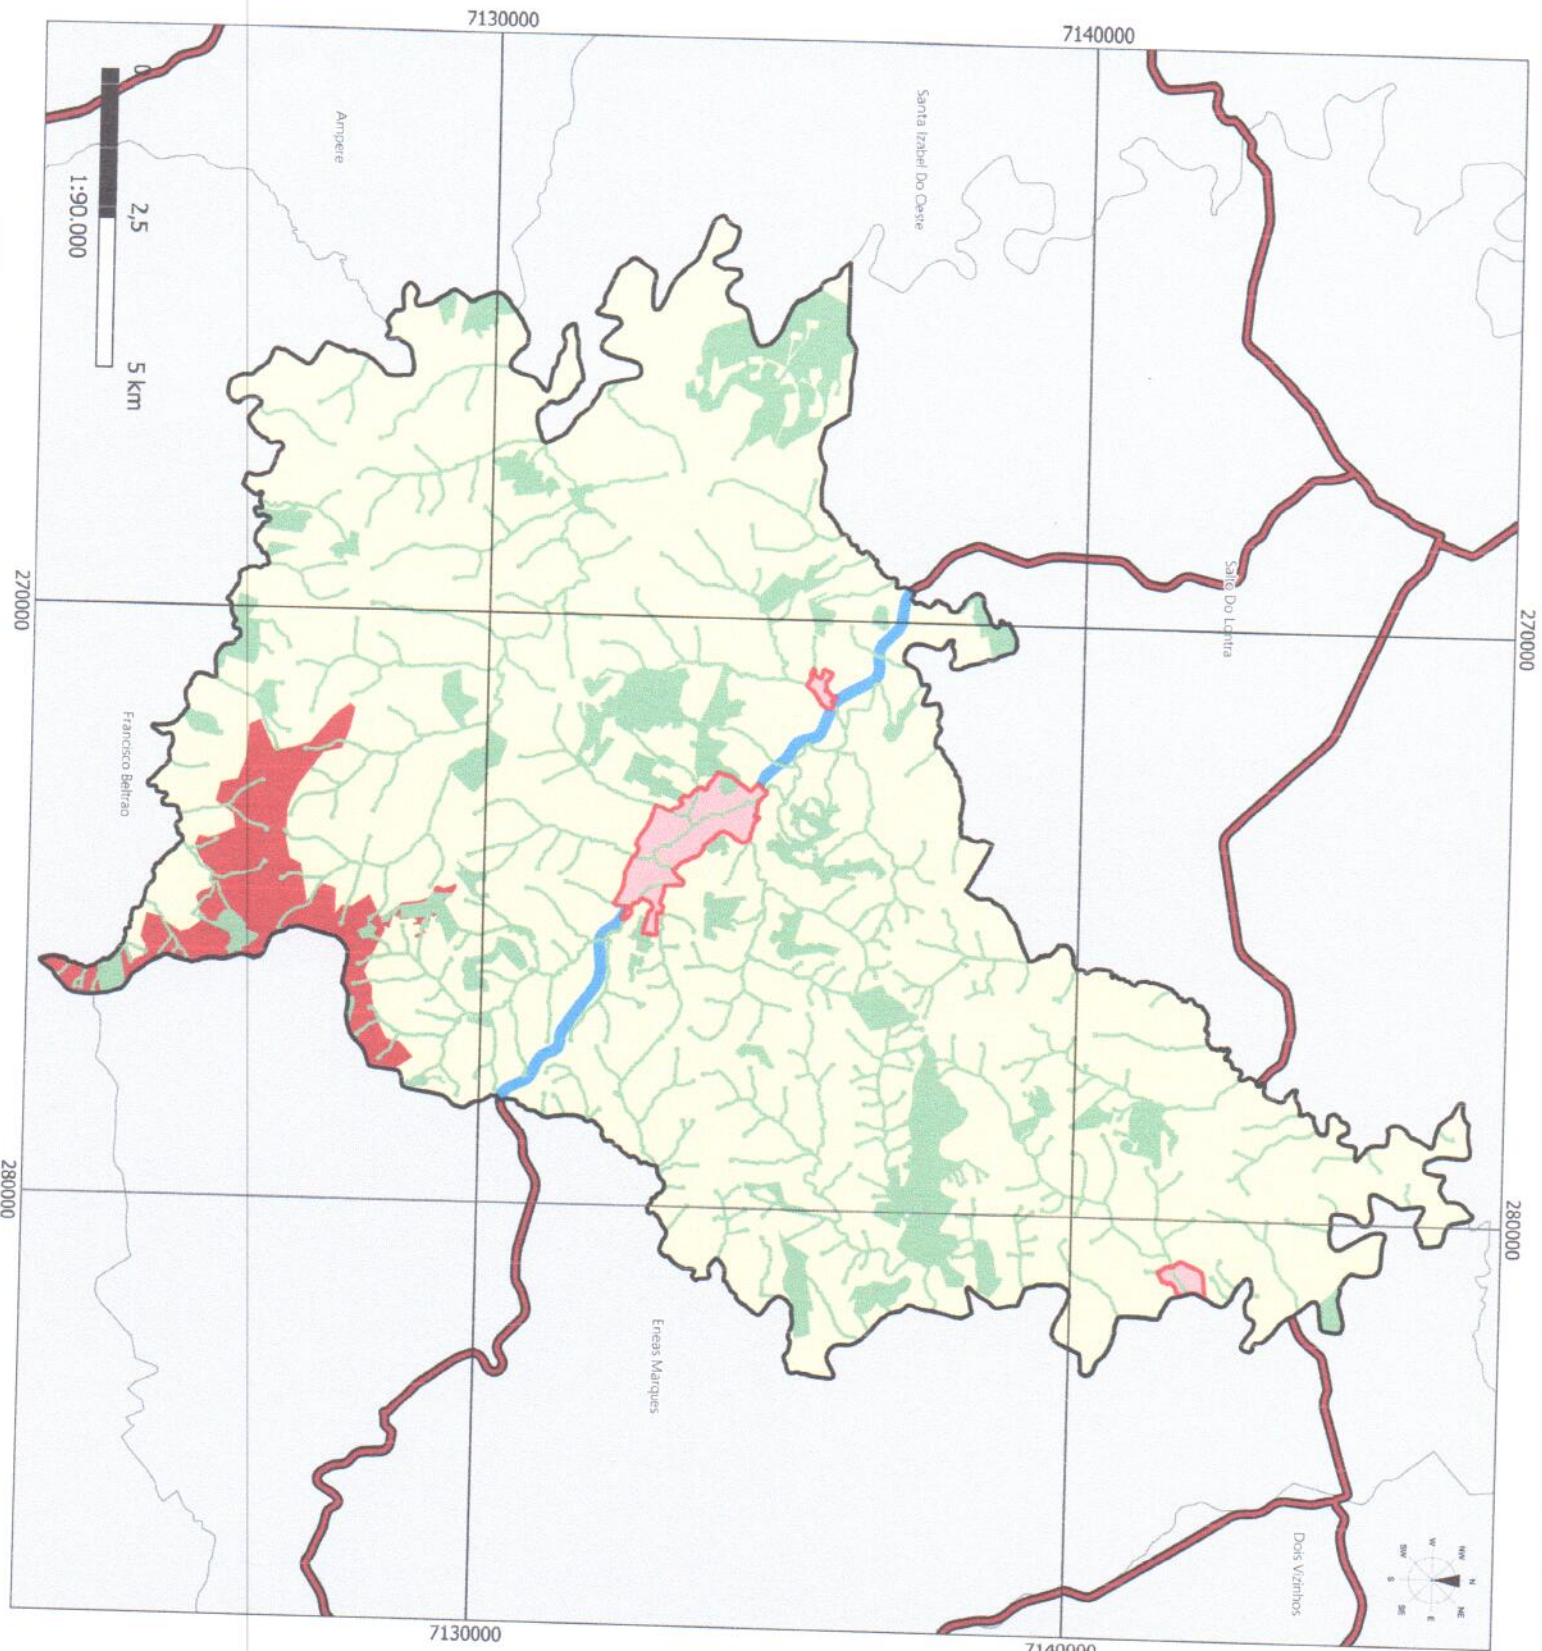 7130000
7140000
0
2,5
5 km
1:90.000
Ampere
Santa Izabel Do Oeste
Salto Do Lontra
270000
270000
Francisco Beltrao
280000
280000
Eneas Marques
Dois Vizinhos
N
NE
E
SE
S
SW
W
NW
7130000
7140000